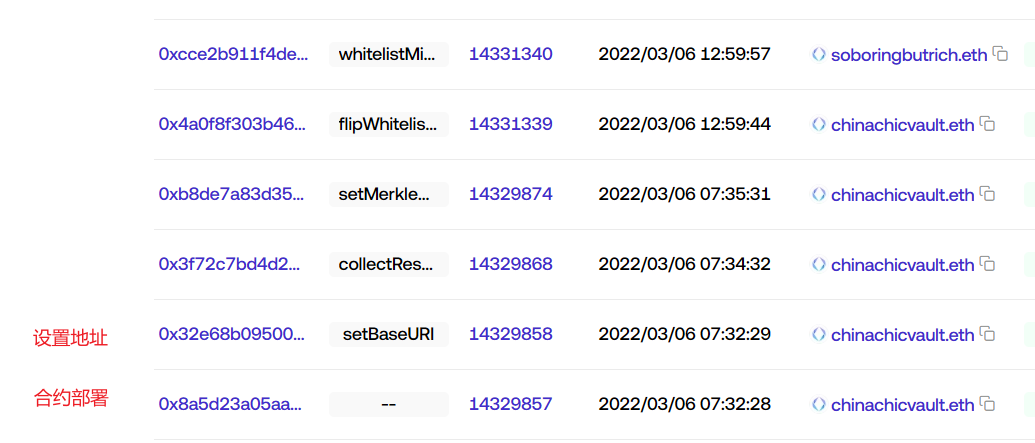 0xcce2b911f4de... whitelistMi... 14331340 2022/03/06 12:59:57 soboringbutrich.eth
0x4a0f8f303b46... flipWhitelis... 14331339 2022/03/06 12:59:44 chinachicvault.eth
0xb8de7a83d35... setMerkle... 14329874 2022/03/06 07:35:31 chinachicvault.eth
0x3f72c7bd4d2... collectRes... 14329868 2022/03/06 07:34:32 chinachicvault.eth
设置地址 0x32e68b09500... setBaseURI 14329858 2022/03/06 07:32:29 chinachicvault.eth
合约部署 0x8a5d23a05aa... -- 14329857 2022/03/06 07:32:28 chinachicvault.eth